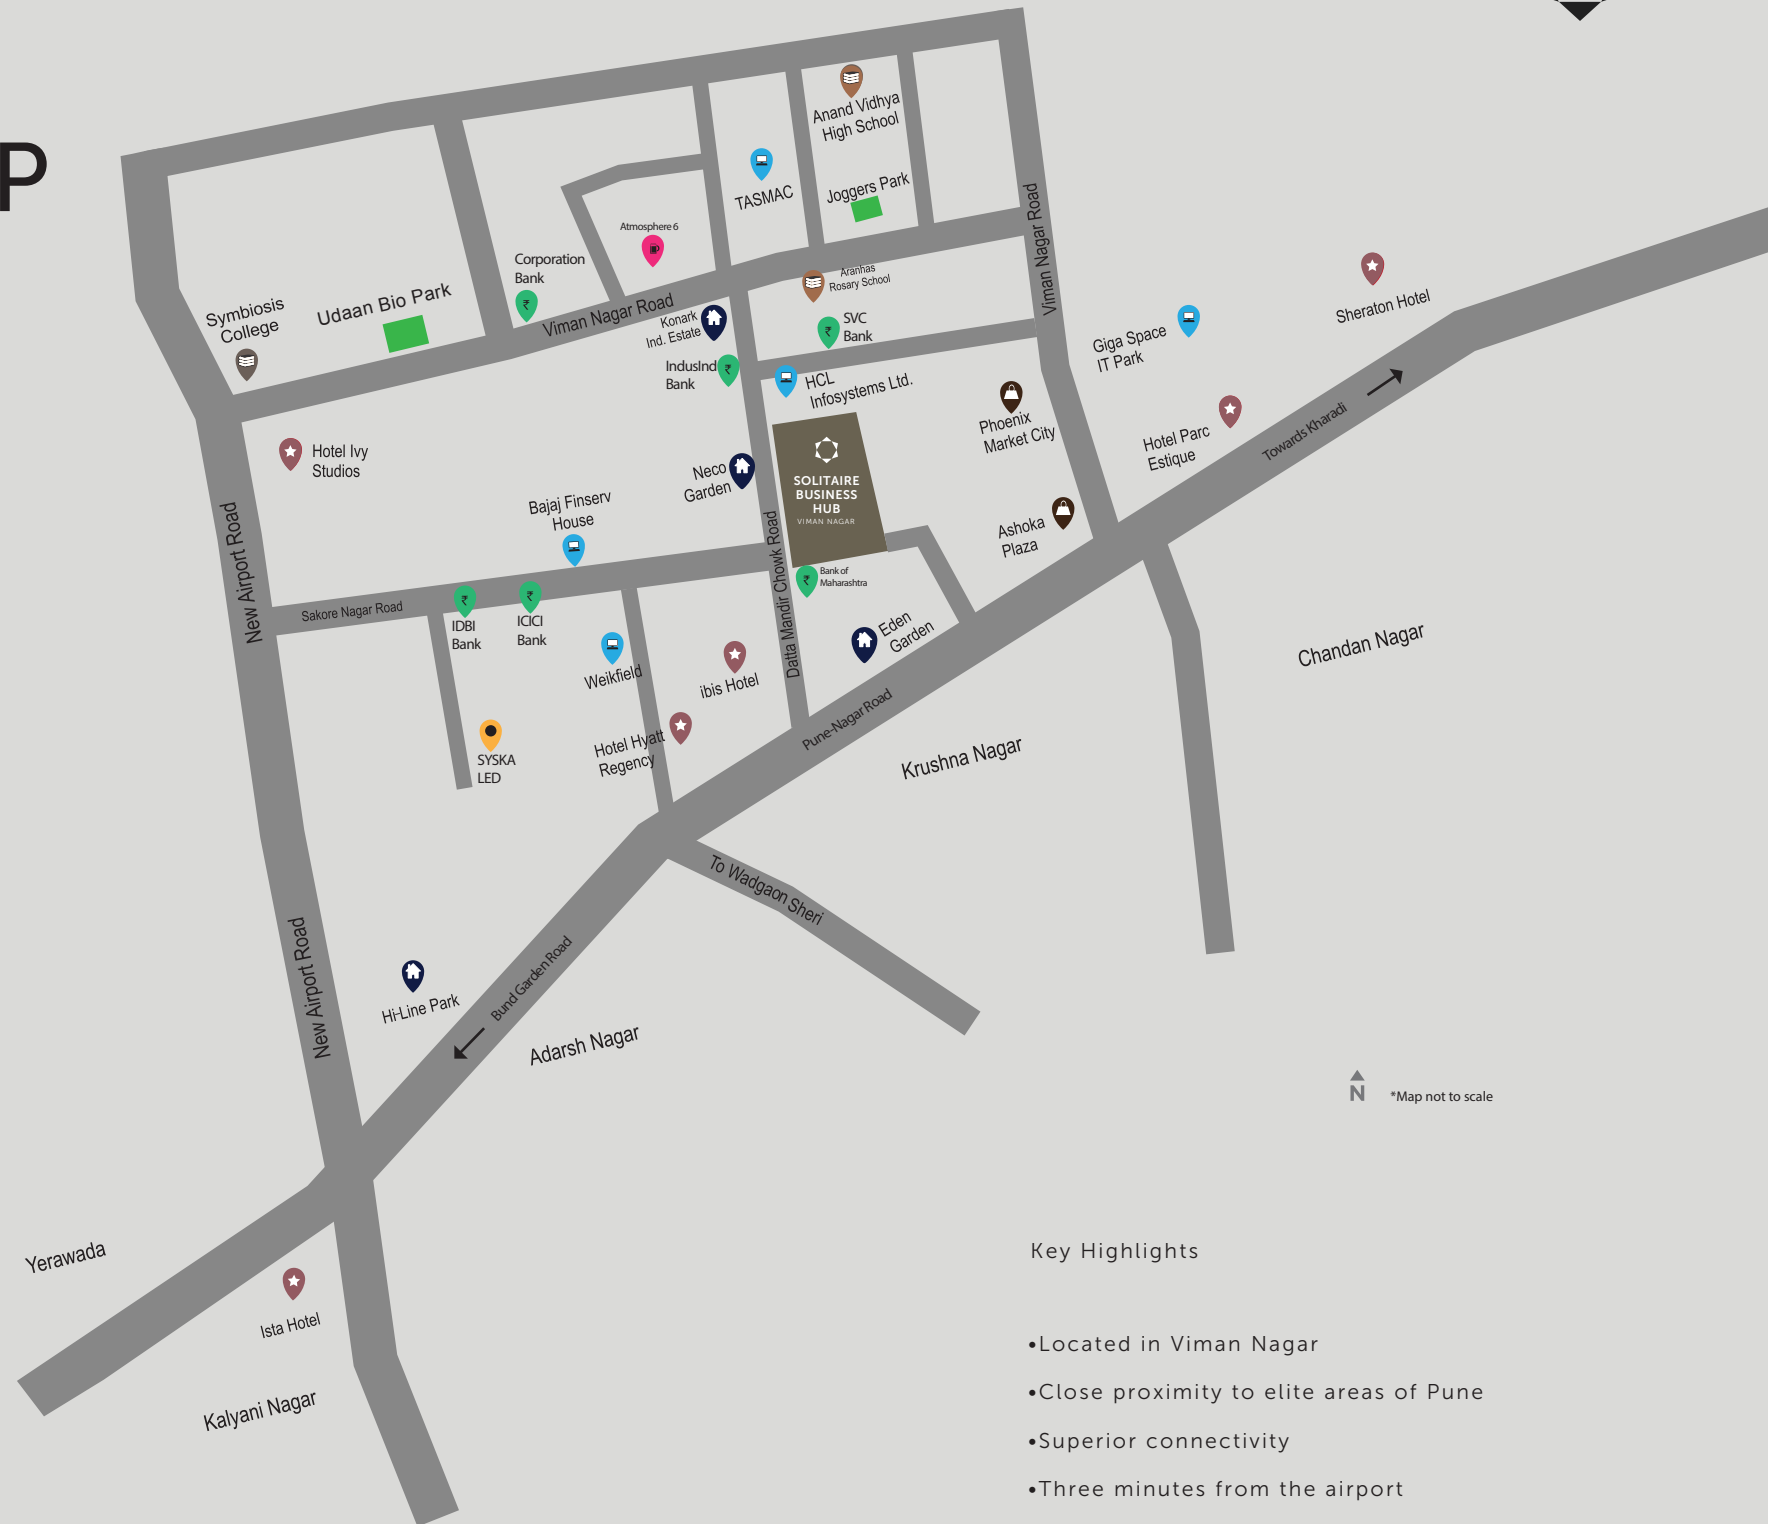 P
Anand Vidhya
High School
TASMAC
Joggers Park
Atmosphere 6
Corporation
Bank
Viman Nagar Road
Viman Nagar Road
Aranhas
Rosary School
Symbiosis
College
Udaan Bio Park
Konark
Ind. Estate
SVC
Bank
Sheraton Hotel
Giga Space
IT Park
IndusInd
Bank
HCL
Infosystems Ltd.
Phoenix
Market City
Hotel Parc
Estique
Towards Kharadi
Hotel Ivy
Studios
Neco
Garden
SOLITAIRE
BUSINESS
HUB
VIMAN NAGAR
Bajaj Finserv
House
Ashoka
Plaza
New Airport Road
Datta Mandir Chowk Road
Bank of
Maharashtra
Sakore Nagar Road
IDBI
Bank
ICICI
Bank
Eden
Garden
Chandan Nagar
Weikfield
ibis Hotel
Pune-Nagar Road
Hotel Hyatt
Regency
SYSKA
LED
Krushna Nagar
To Wadgaon Sheri
New Airport Road
Bund Garden Road
Hi-Line Park
Adarsh Nagar
N
*Map not to scale
Yerawada
Ista Hotel
Kalyani Nagar
Key Highlights
•Located in Viman Nagar
•Close proximity to elite areas of Pune
•Superior connectivity
•Three minutes from the airport